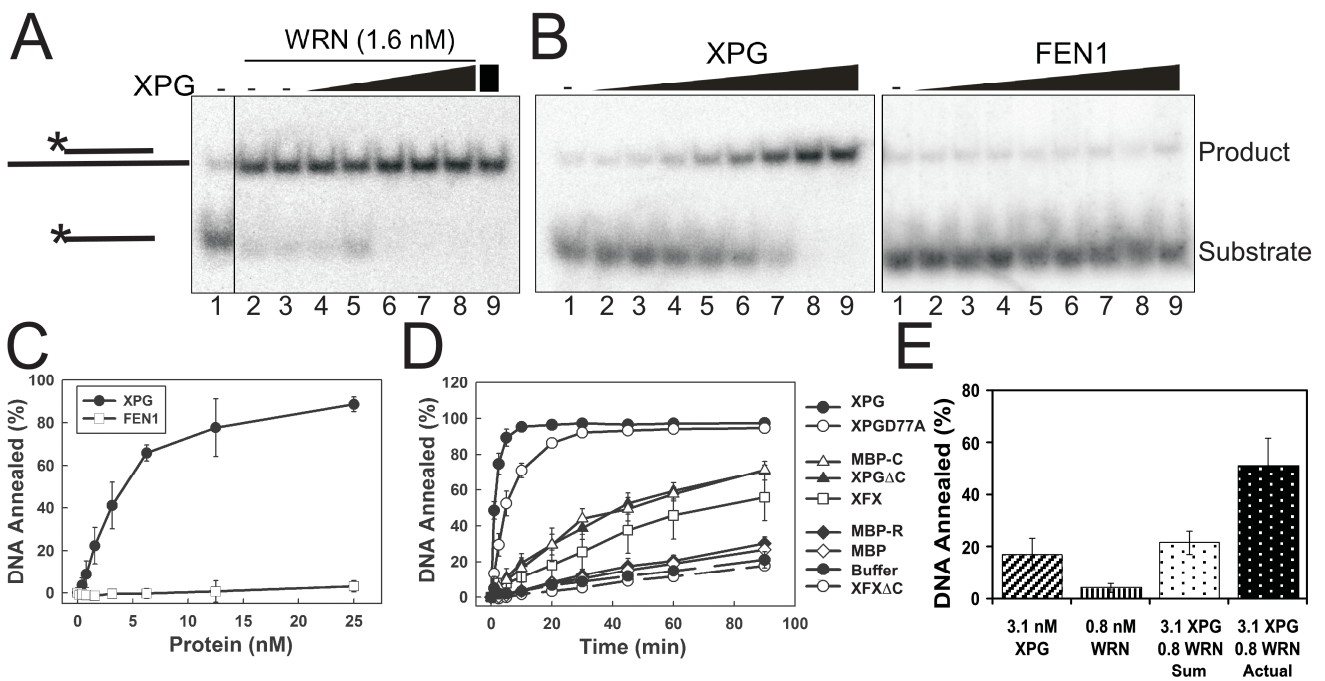 A
WRN (1.6 nM)
XPG - - -
*
*
1 2 3 4 5 6 7 8 9
B
XPG
FEN1
- -
Product
Substrate
1 2 3 4 5 6 7 8 9
1 2 3 4 5 6 7 8 9
C
DNA Annealed (%)
100
80
60
40
20
0
XPG
FEN1
0 5 10 15 20 25
Protein (nM)
D
DNA Annealed (%)
120
100
80
60
40
20
0
0 20 40 60 80 100
Time (min)
XPG
XPGD77A
MBP-C
XPGΔC
XFX
MBP-R
MBP
Buffer
XFXΔC
E
DNA Annealed (%)
80
60
40
20
0
3.1 nM XPG
0.8 nM WRN
3.1 XPG 0.8 WRN Sum
3.1 XPG 0.8 WRN Actual